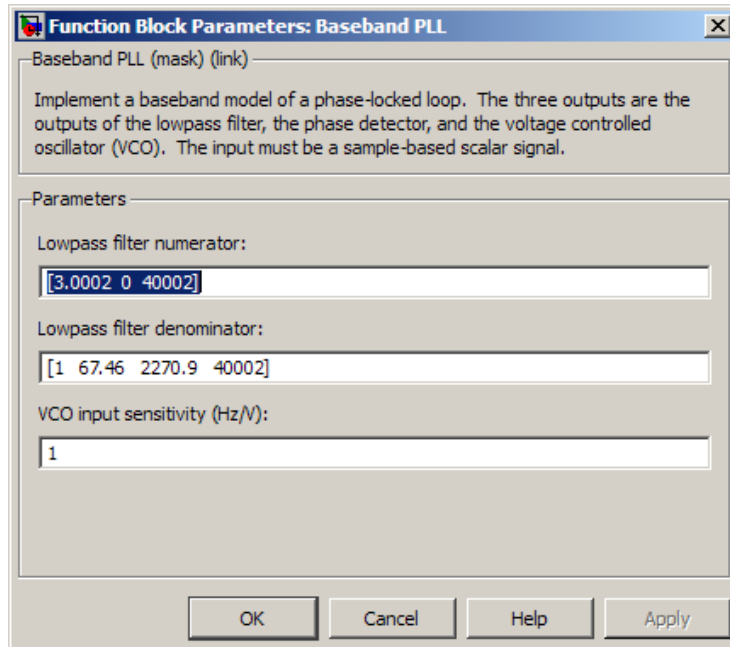 Function Block Parameters: Baseband PLL
Baseband PLL (mask) (link)
Implement a baseband model of a phase-locked loop. The three outputs are the
outputs of the lowpass filter, the phase detector, and the voltage controlled
oscillator (VCO). The input must be a sample-based scalar signal.
Parameters
Lowpass filter numerator:
[3.0002 0 40002]
Lowpass filter denominator:
[1 67.46 2270.9 40002]
VCO input sensitivity (Hz/V):
1
OK Cancel Help Apply